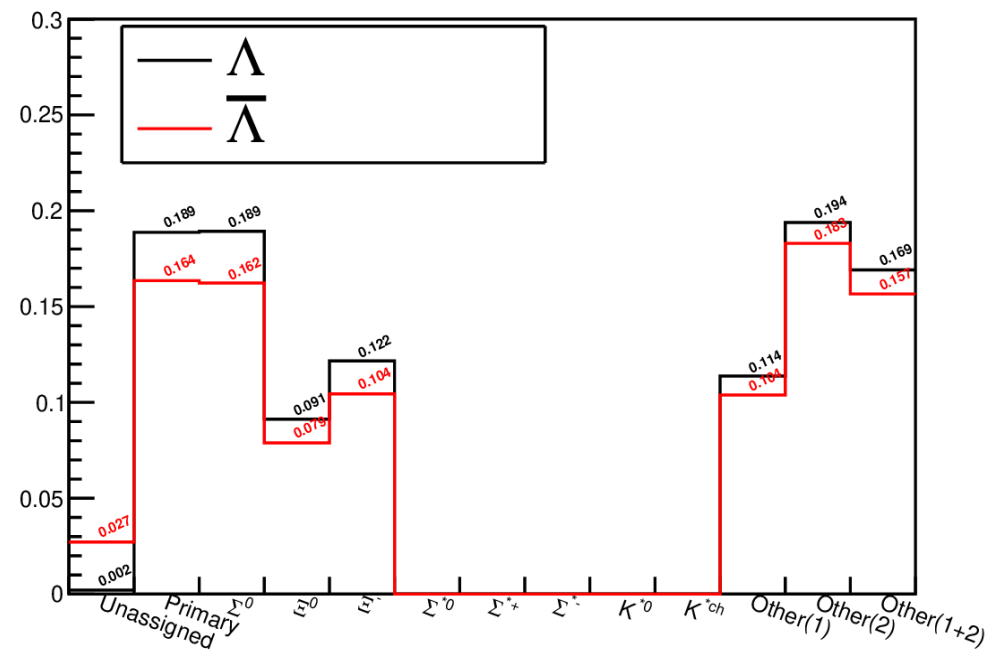 0.3
Λ
Λ̅
0.25
0.2
0.15
0.1
0.05
0
0.027
0.002
0.189
0.164
0.189
0.162
0.091
0.079
0.122
0.104
0.114
0.104
0.194
0.183
0.169
0.157
Unassigned
Primary
Σ⁰
Ξ⁰
Ξ⁻
Σ*⁰
Σ*⁺
Σ*⁻
K*⁰
K*ch
Other(1)
Other(2)
Other(1+2)